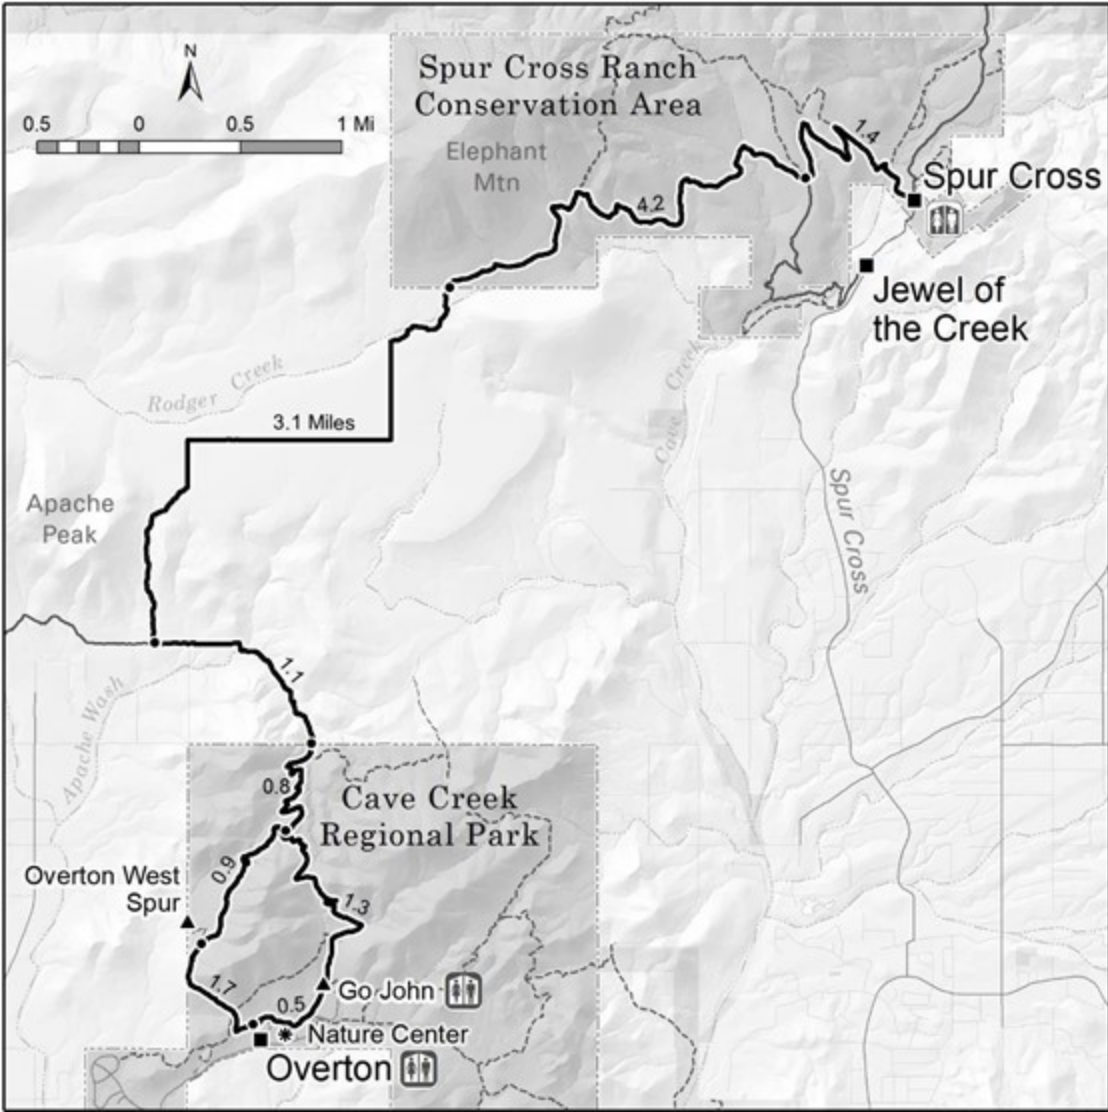 N
0.5 0 0.5 1 Mi
Spur Cross Ranch
Conservation Area
Elephant
Mtn
1.4
Spur Cross
4.2
Jewel of
the Creek
Rodger Creek
Cave Creek
3.1 Miles
Apache
Peak
Spur Cross
1.1
Apache Wash
0.8
Cave Creek
Regional Park
0.9
Overton West
Spur
1.3
1.7
Go John
0.5
Nature Center
Overton